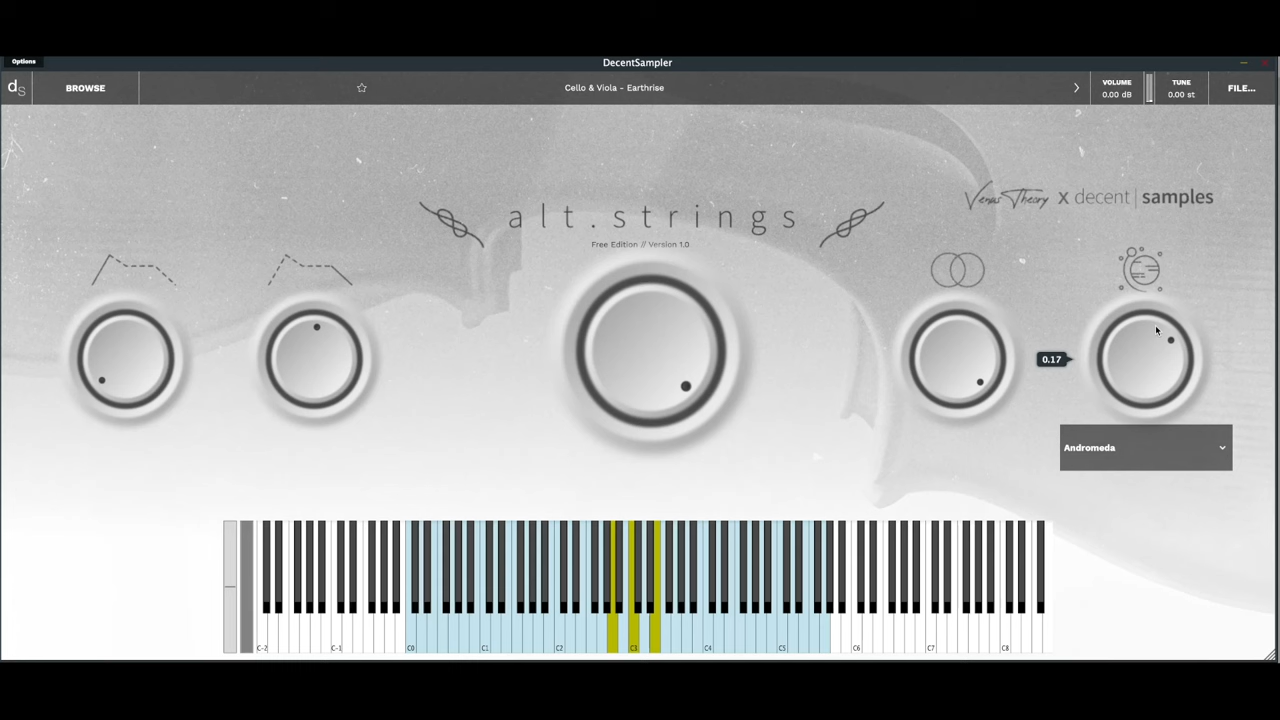 Options
DecentSampler
ds
BROWSE
Cello & Viola - Earthrise
VOLUME
0.00 dB
TUNE
0.00 st
FILE...
Venus Theory x decent | samples
alt.strings
Free Edition // Version 1.0
0.17
Andromeda
C-2 C-1 C0 C1 C2 C3 C4 C5 C6 C7 C8